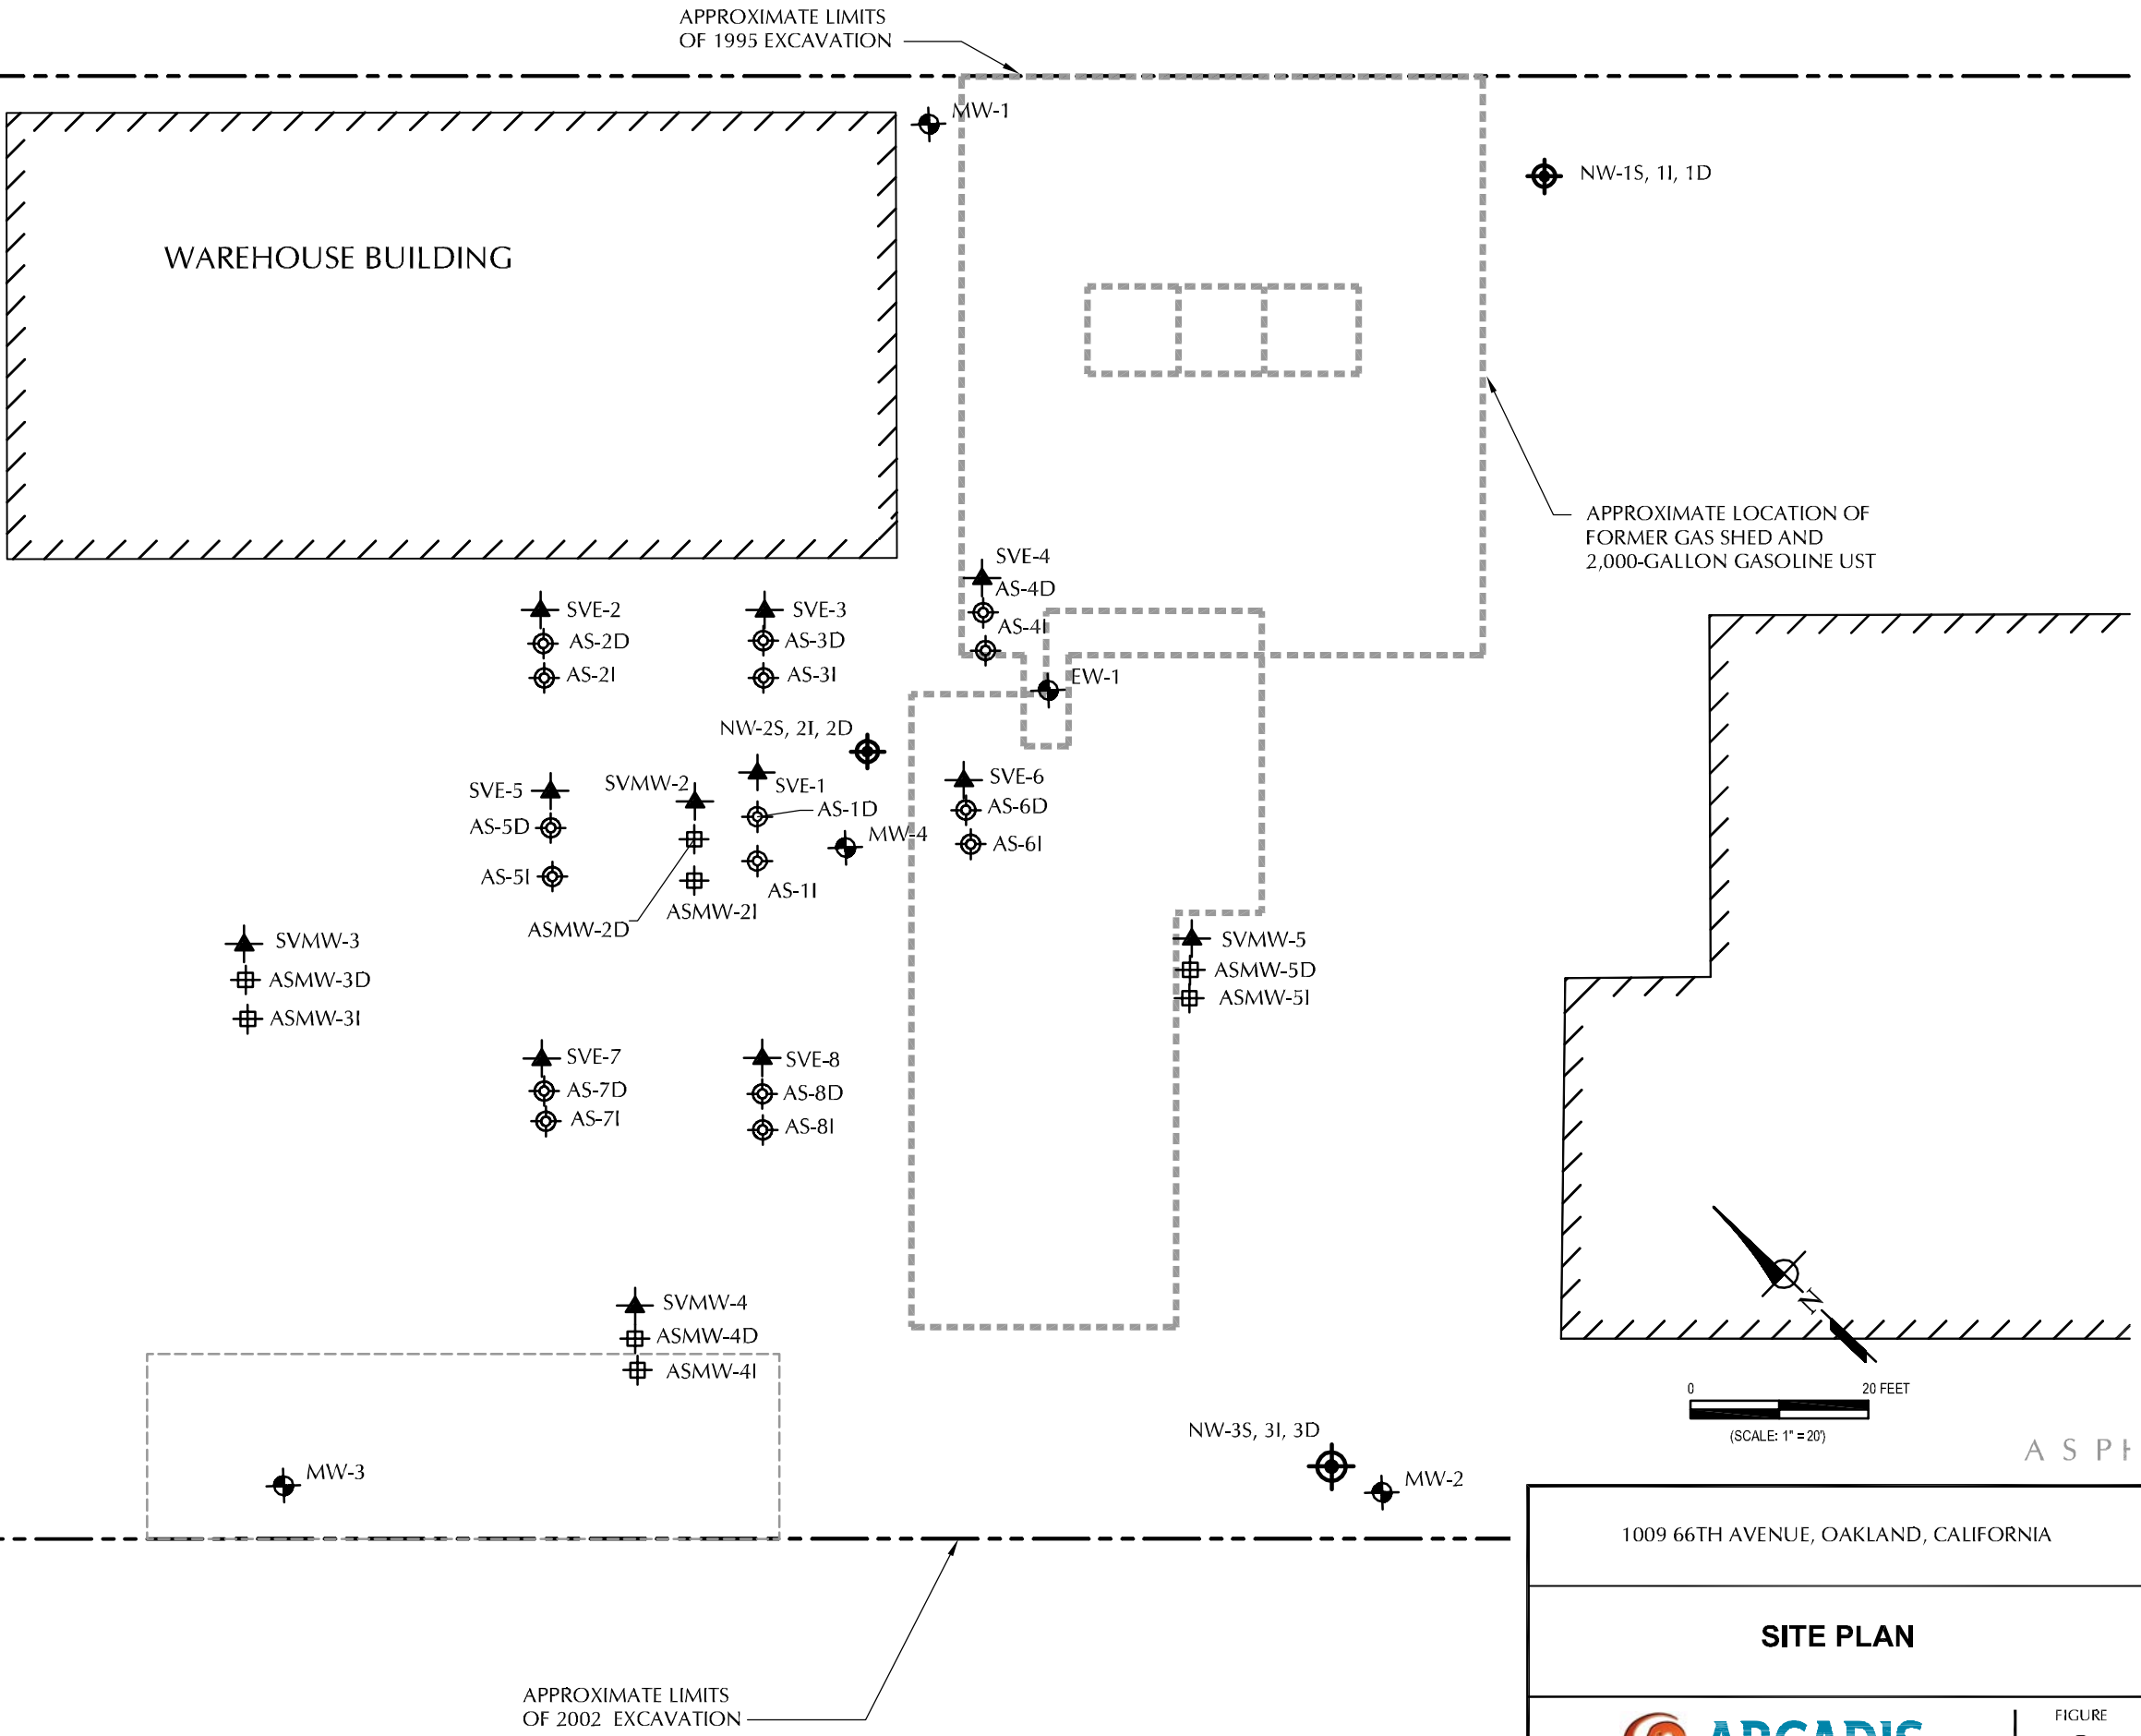 APPROXIMATE LIMITS
OF 1995 EXCAVATION
MW-1
NW-1S, 1I, 1D
WAREHOUSE BUILDING
APPROXIMATE LOCATION OF
FORMER GAS SHED AND
2,000-GALLON GASOLINE UST
SVE-4
AS-4D
AS-4I
SVE-2
AS-2D
AS-2I
SVE-3
AS-3D
AS-3I
EW-1
NW-2S, 2I, 2D
SVE-5
AS-5D
AS-5I
SVMW-2
ASMW-2D
ASMW-2I
SVE-1
AS-1D
AS-1I
MW-4
SVE-6
AS-6D
AS-6I
SVMW-3
ASMW-3D
ASMW-3I
SVMW-5
ASMW-5D
ASMW-5I
SVE-7
AS-7D
AS-7I
SVE-8
AS-8D
AS-8I
SVMW-4
ASMW-4D
ASMW-4I
N
0 20 FEET
(SCALE: 1" = 20')
NW-3S, 3I, 3D
MW-2
MW-3
1009 66TH AVENUE, OAKLAND, CALIFORNIA
SITE PLAN
APPROXIMATE LIMITS
OF 2002 EXCAVATION
ARCADIS
FIGURE